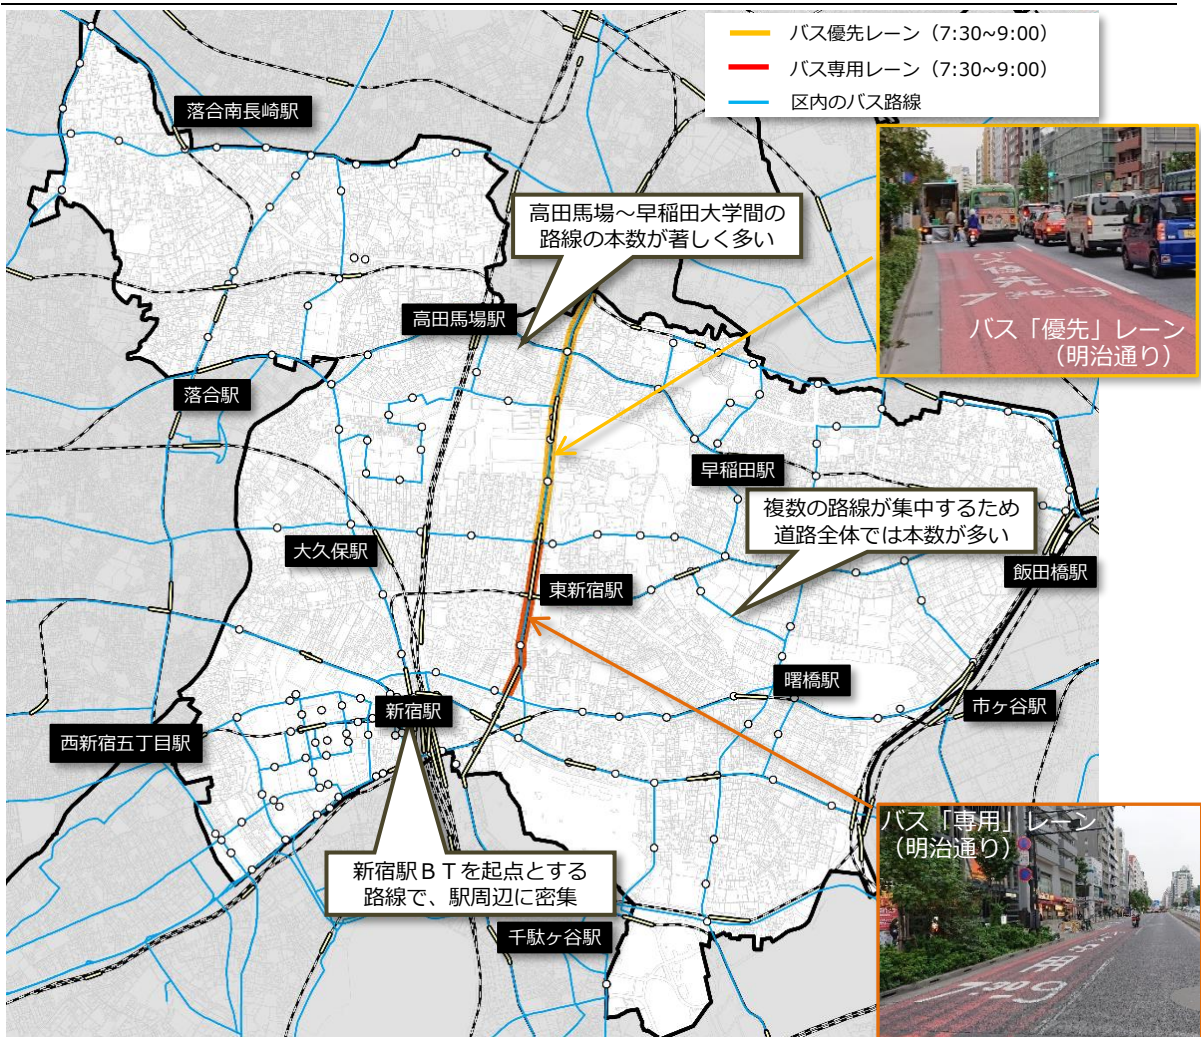 バス優先レーン（7:30~9:00）
バス専用レーン（7:30~9:00）
区内のバス路線
落合南長崎駅
高田馬場～早稲田大学間の
路線の本数が著しく多い
高田馬場駅
バス「優先」レーン
（明治通り）
落合駅
早稲田駅
複数の路線が集中するため
道路全体では本数が多い
大久保駅
飯田橋駅
東新宿駅
曙橋駅
新宿駅
市ヶ谷駅
西新宿五丁目駅
バス「専用」レーン
（明治通り）
新宿駅ＢＴを起点とする
路線で、駅周辺に密集
千駄ヶ谷駅
用
7:30-9